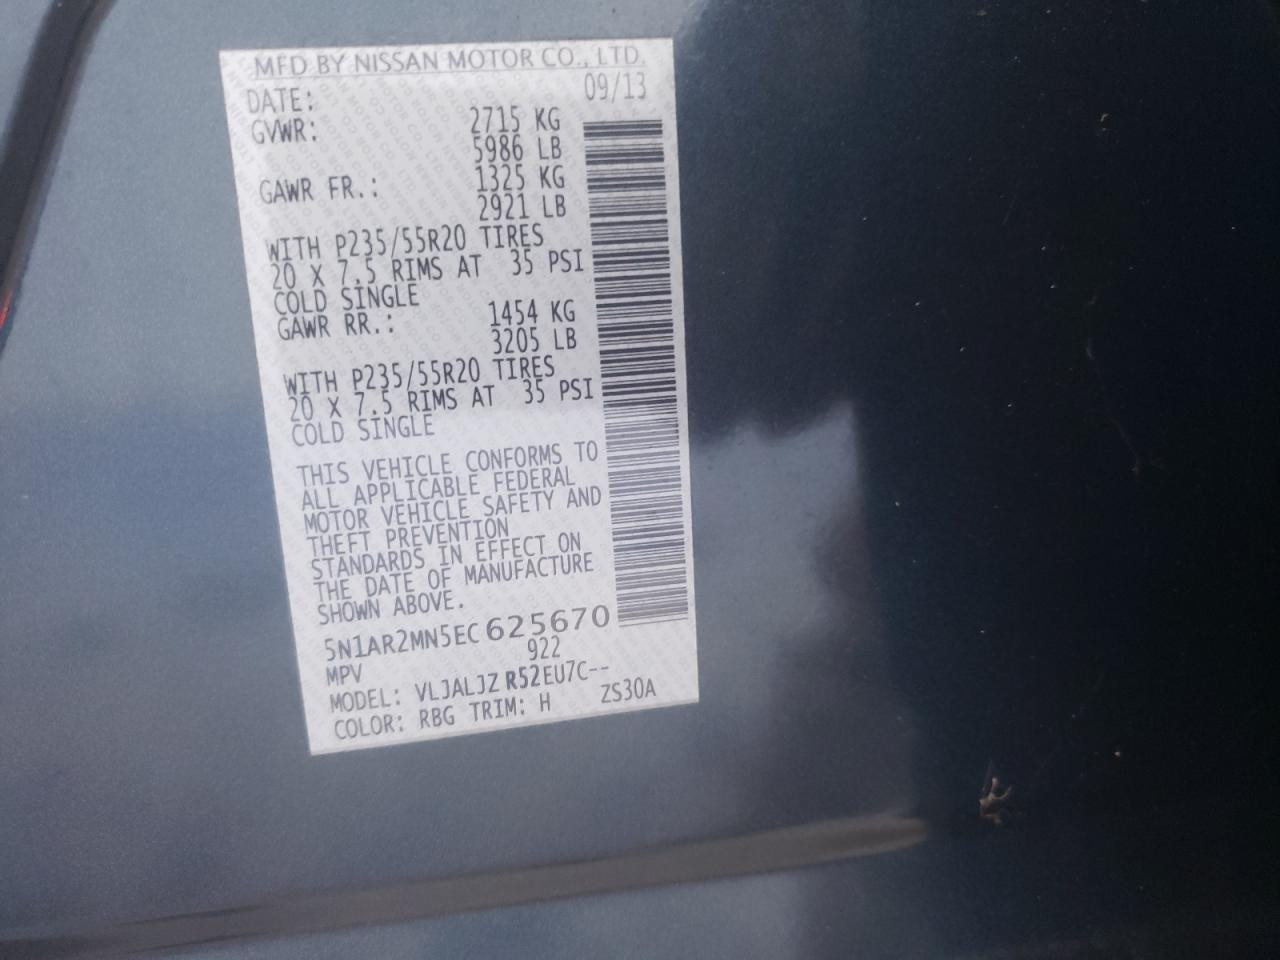 MFD BY NISSAN MOTOR CO., LTD.
DATE: 09/13
GVWR: 2715 KG
5986 LB
GAWR FR.: 1325 KG
2921 LB
WITH P235/55R20 TIRES
20 X 7.5 RIMS AT 35 PSI
COLD SINGLE
GAWR RR.: 1454 KG
3205 LB
WITH P235/55R20 TIRES
20 X 7.5 RIMS AT 35 PSI
COLD SINGLE
THIS VEHICLE CONFORMS TO
ALL APPLICABLE FEDERAL
MOTOR VEHICLE SAFETY AND
THEFT PREVENTION
STANDARDS IN EFFECT ON
THE DATE OF MANUFACTURE
SHOWN ABOVE.
5N1AR2MN5EC625670
MPV 922
MODEL: VLJALJZ R52EU7C--
COLOR: RBG TRIM: H ZS30A